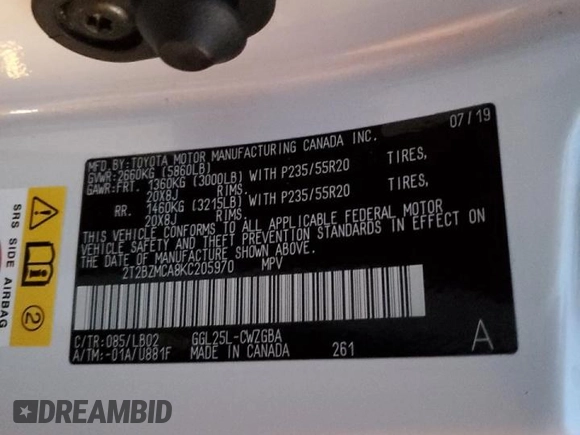 MFD. BY: TOYOTA MOTOR MANUFACTURING CANADA INC. 07/19
GVWR: 2660KG (5860LB)
GAWR: FRT. 1360KG (3000LB) WITH P235/55R20 TIRES,
20X8J RIMS.
RR. 1460KG (3215LB) WITH P235/55R20 TIRES,
20X8J RIMS.
THIS VEHICLE CONFORMS TO ALL APPLICABLE FEDERAL MOTOR
VEHICLE SAFETY AND THEFT PREVENTION STANDARDS IN EFFECT
ON THE DATE OF MANUFACTURE SHOWN ABOVE.
2T2BZMCA8KC205970 MPV
C/TR: 085/LB02 GGL25L-CWZGBA
A/TM: -01A/U881F MADE IN CANADA 261 A
SRS SIDE AIRBAG
2
DREAMBID